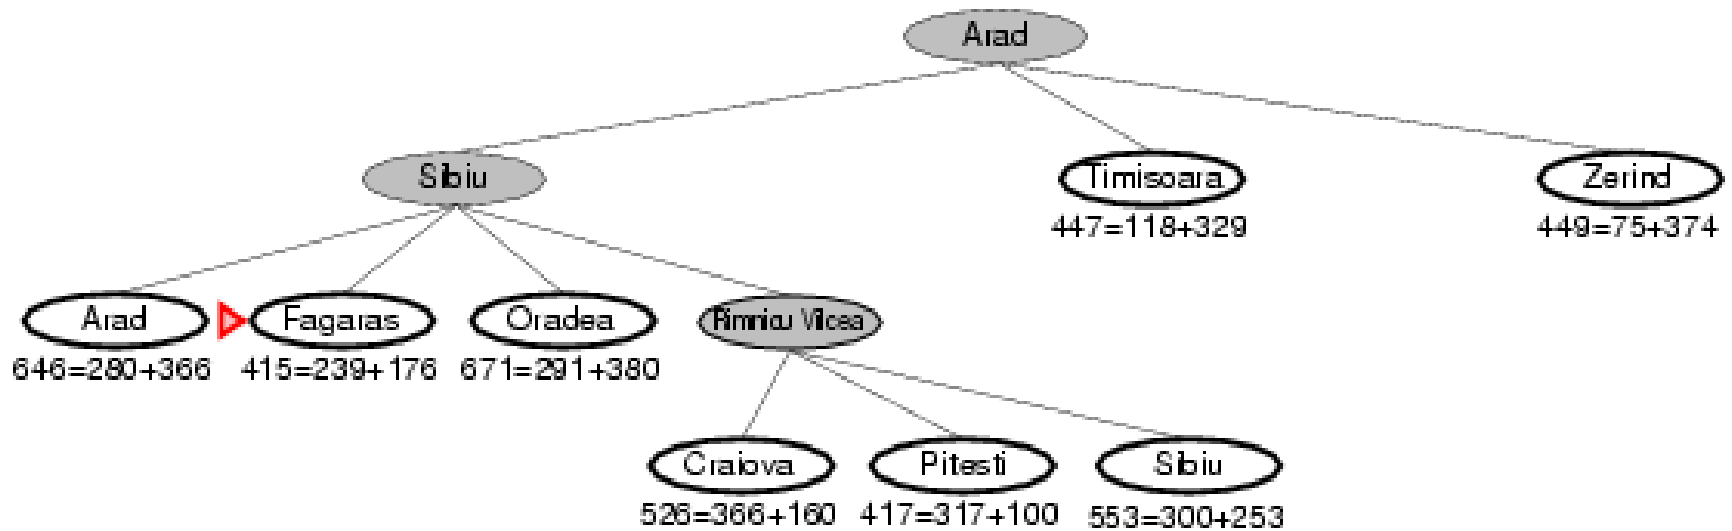 Arad
Sibiu
Timisoara
Zerind
447=118+329
449=75+374
Arad
Fagaras
Oradea
Rimnicu Vilcea
646=280+366
415=239+176
671=291+380
Craiova
Pitesti
Sibiu
526=366+160
417=317+100
553=300+253